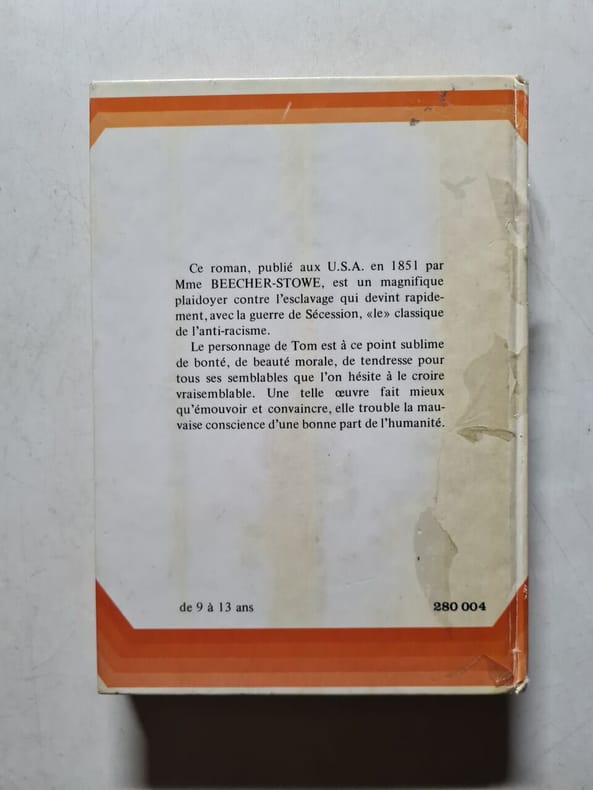 Ce roman, publié aux U.S.A. en 1851 par
Mme BEECHER-STOWE, est un magnifique
plaidoyer contre l'esclavage qui devint rapide-
ment, avec la guerre de Sécession, «le» classique
de l'anti-racisme.
Le personnage de Tom est à ce point sublime
de bonté, de beauté morale, de tendresse pour
tous ses semblables que l'on hésite à le croire
vraisemblable. Une telle œuvre fait mieux
qu'émouvoir et convaincre, elle trouble la mau-
vaise conscience d'une bonne part de l'humanité.
de 9 à 13 ans
280 004